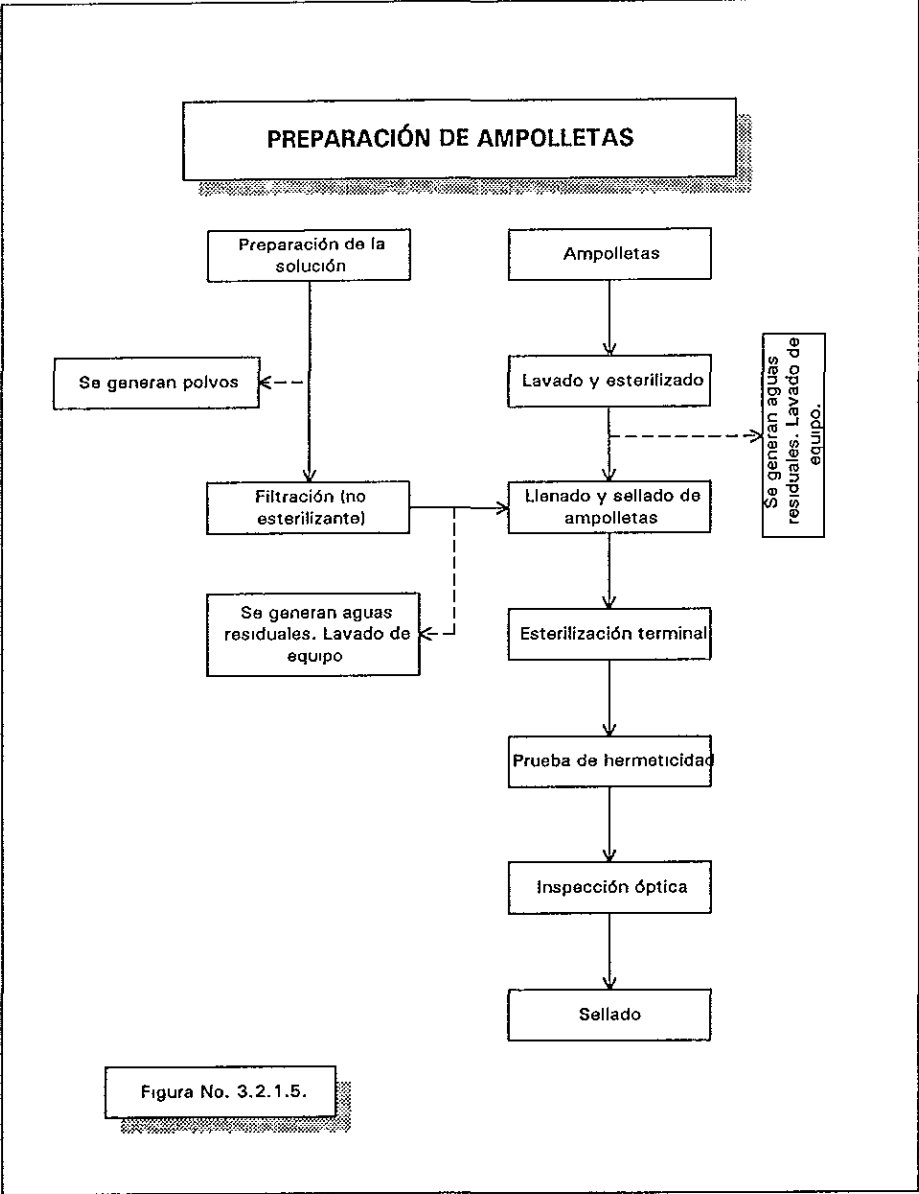 PREPARACIÓN DE AMPOLLETAS
Preparación de la
solución
Ampolletas
Se generan polvos
Lavado y esterilizado
Se generan aguas
residuales. Lavado de
equipo.
Filtración (no
esterilizante)
Llenado y sellado de
ampolletas
Se generan aguas
residuales. Lavado de
equipo
Esterilización terminal
Prueba de hermeticidad
Inspección óptica
Sellado
Figura No. 3.2.1.5.